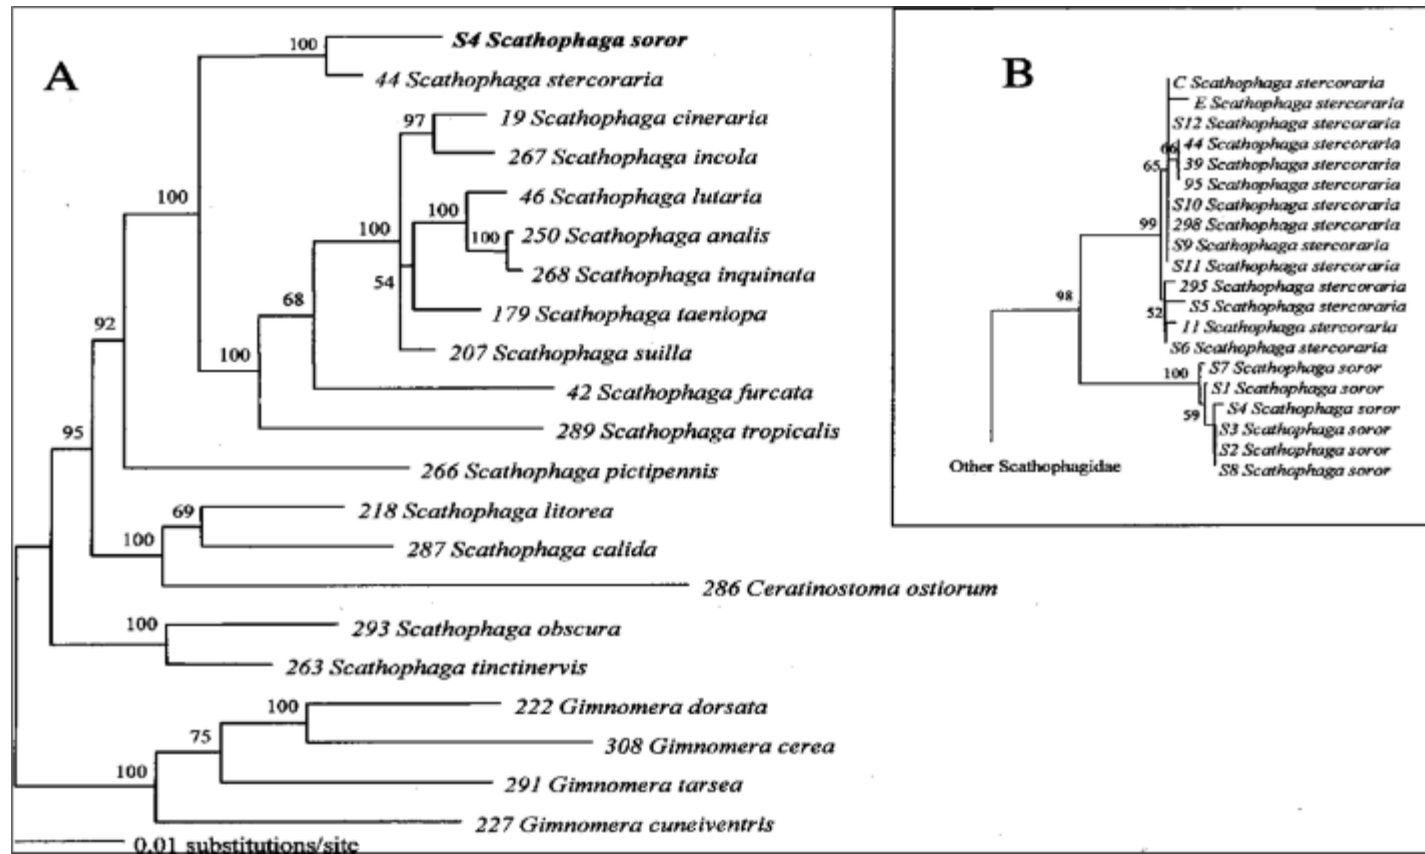 A
100
S4 Scathophaga soror
44 Scathophaga stercoraria
97
19 Scathophaga cineraria
267 Scathophaga incola
100
100
46 Scathophaga lutaria
100
100
250 Scathophaga analis
268 Scathophaga inquinata
54
68
179 Scathophaga taeniopa
92
207 Scathophaga suilla
100
42 Scathophaga furcata
95
289 Scathophaga tropicalis
266 Scathophaga pictipennis
69
218 Scathophaga litorea
100
287 Scathophaga calida
286 Ceratinostoma ostiorum
100
293 Scathophaga obscura
263 Scathophaga tinctinervis
100
222 Gimnomera dorsata
75
308 Gimnomera cerea
100
291 Gimnomera tarsea
227 Gimnomera cuneiventris
0.01 substitutions/site
B
C Scathophaga stercoraria
E Scathophaga stercoraria
S12 Scathophaga stercoraria
66
44 Scathophaga stercoraria
65
39 Scathophaga stercoraria
95 Scathophaga stercoraria
S10 Scathophaga stercoraria
99
298 Scathophaga stercoraria
S9 Scathophaga stercoraria
S11 Scathophaga stercoraria
295 Scathophaga stercoraria
98
S5 Scathophaga stercoraria
52
11 Scathophaga stercoraria
S6 Scathophaga stercoraria
100
S7 Scathophaga soror
S1 Scathophaga soror
59
S4 Scathophaga soror
S3 Scathophaga soror
S2 Scathophaga soror
S8 Scathophaga soror
Other Scathophagidae